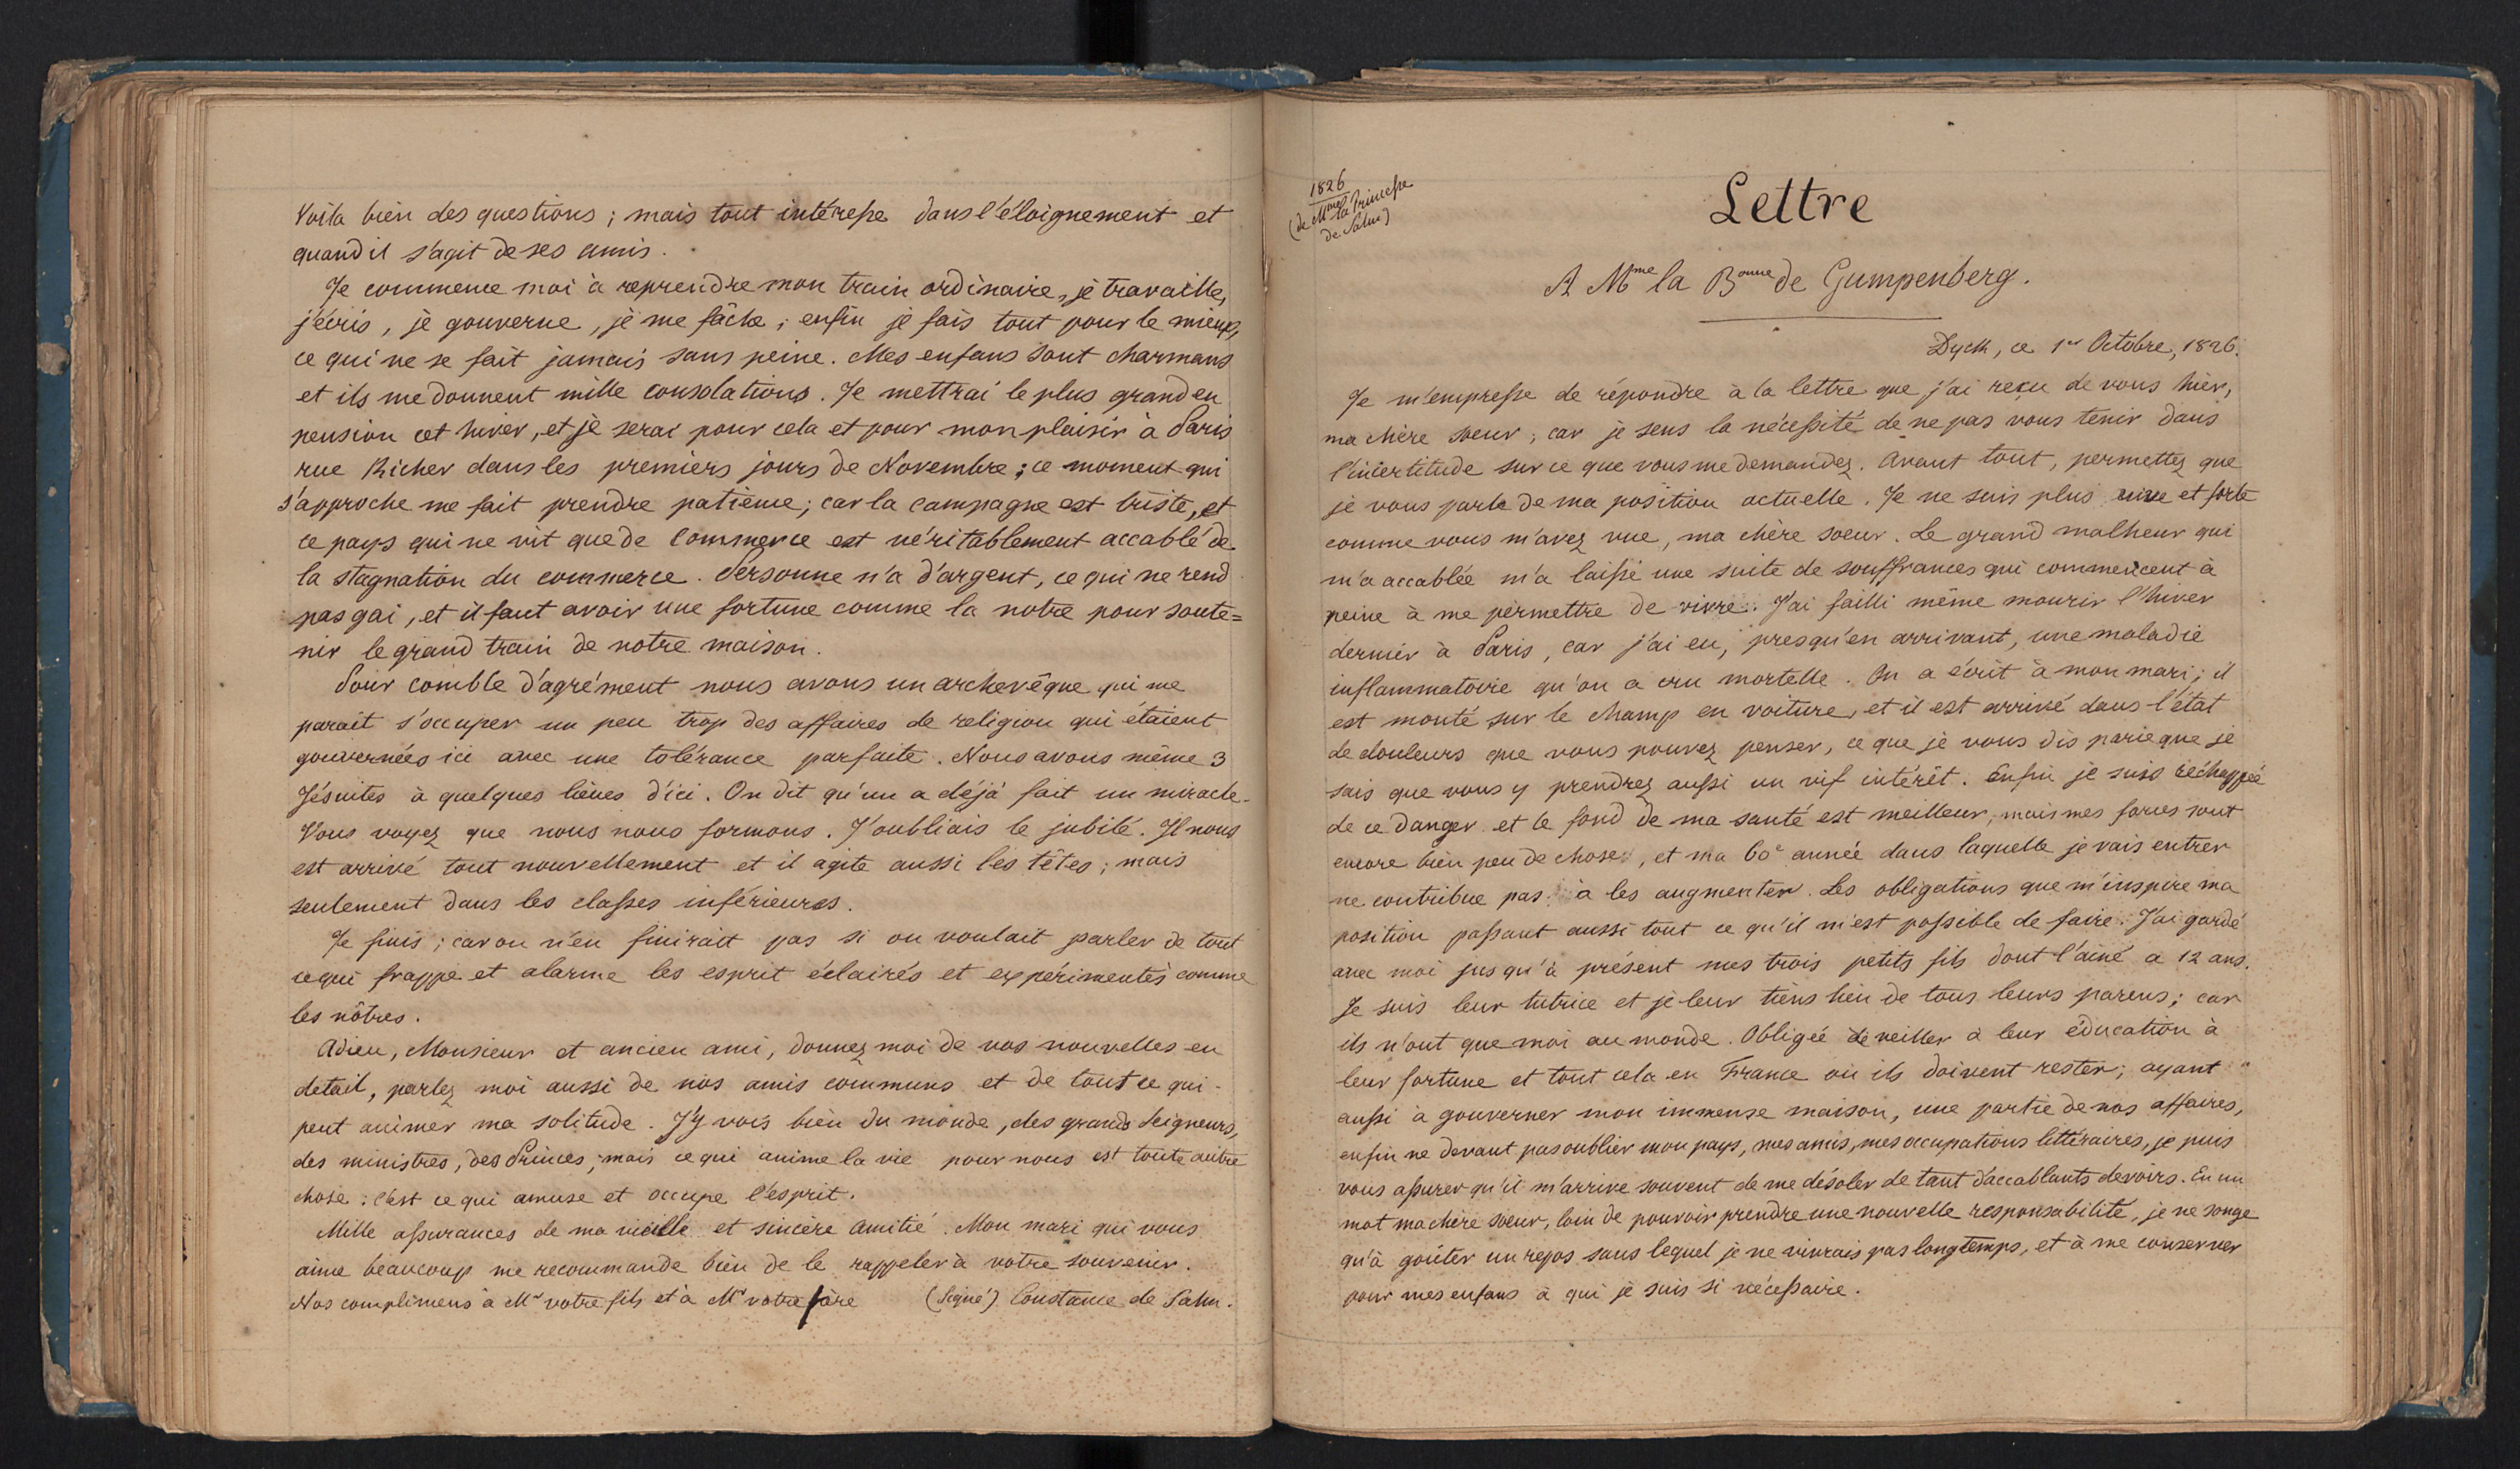 Voila bien des questions ; mais tout intéresse dans l'éloignement et
quand il s'agit de ses amis.
Je commence moi à reprendre mon train ordinaire, je travaille,
j'écris, je gouverne, je me fâche ; enfin je fais tout pour le mieux,
ce qui ne se fait jamais sans peine. Mes enfans sont charmans
et ils me donnent mille consolations. Je mettrai le plus grand en
pension cet hiver, et je serai pour cela et pour mon plaisir à Paris
rue Richer dans les premiers jours de Novembre ; ce moment qui
s'approche me fait prendre patience ; car la campagne est triste, et
ce pays qui ne vit que de commerce est véritablement accablé de
la stagnation du commerce. Personne n'a d'argent, ce qui ne rend
pas gai, et il faut avoir une fortune comme la notre pour soute=
nir le grand train de notre maison.
Pour comble d'agrément nous avons un archevêque qui me
parait s'occuper un peu trop des affaires de religion qui étaient
gouvernées ici avec une tolérance parfaite. Nous avons même 3
Jésuites à quelques lieues d'ici. On dit qu'un a déjà fait un miracle.
Vous voyez que nous nous formons. J'oubliais le jubilé. Il nous
est arrivé tout nouvellement et il agite aussi les têtes ; mais
seulement dans les classes inférieures.
Je finis ; car on n'en finirait pas si on voulait parler de tout
ce qui frappe et alarme les esprit éclairés et expérimentés comme
les nôtres.
Adieu, Monsieur et ancien ami, donnez moi de vos nouvelles en
detail, parlez moi aussi de nos amis communs et de tout ce qui
peut animer ma solitude. J'y vois bien du monde, des grands Seigneurs,
des ministres, des Princes ; mais ce qui anime la vie pour nous est toute autre
chose : c'est ce qui amuse et occupe l'esprit.
Mille assurances de ma vieille et sincère amitié. Mon mari qui vous
aime beaucoup me recommande bien de le rappeler à votre souvenir.
Nos complimens à Mr votre fils et à Mr votre frère (Signé) Constance de Salm.
1826
(de Mme la Princesse
de Salm)
Lettre
A Mme la Bonne de Gumpenberg.
Dyck, ce 1er Octobre, 1826.
Je m'empresse de répondre à la lettre que j'ai reçu de vous hier,
ma chère soeur ; car je sens la nécessité de ne pas vous tenir dans
l'incertitude sur ce que vous me demandez. Avant tout, permettez que
je vous parle de ma position actuelle. Je ne suis plus vive et forte
comme vous m'avez vue, ma chère soeur. Le grand malheur qui
m'a accablée m'a laissé une suite de souffrances qui commencent à
peine à me permettre de vivre. J'ai failli même mourir l'hiver
dernier à Paris, car j'ai eu, presqu'en arrivant, une maladie
inflammatoire qu'on a cru mortelle. On a écrit à mon mari ; il
est monté sur le champ en voiture, et il est arrivé dans l'état
de douleurs que vous pouvez penser, ce que je vous dis parceque je
sais que vous y prendrez aussi un vif intérêt. Enfin je suis réchappée
de ce danger et le fond de ma santé est meilleur, mais mes forces sont
encore bien peu de chose, et ma 60e année dans laquelle je vais entrer
ne contribue pas à les augmenter. Les obligations que m'inspire ma
position passent aussi tout ce qu'il m'est possible de faire. J'ai gardé
avec moi jusqu'à présent mes trois petits fils dont l'ainé a 12 ans.
Je suis leur tutrice et je leur tiens lieu de tous leurs parens ; car
ils n'ont que moi au monde. Obligée de veiller à leur éducation à
leur fortune et tout cela en France où ils doivent rester ; ayant
aussi à gouverner mon immense maison, une partie de nos affaires,
enfin ne devant pas oublier mon pays, mes amis, mes occupations littéraires, je puis
vous assurer qu'il m'arrive souvent de me désoler de tant d'accablants devoirs. En un
mot ma chère soeur, loin de pouvoir prendre une nouvelle responsabilité, je ne songe
qu'à goûter un repos sans lequel je ne vivrais pas longtemps, et à me conserver
pour mes enfans à qui je suis si nécessaire.